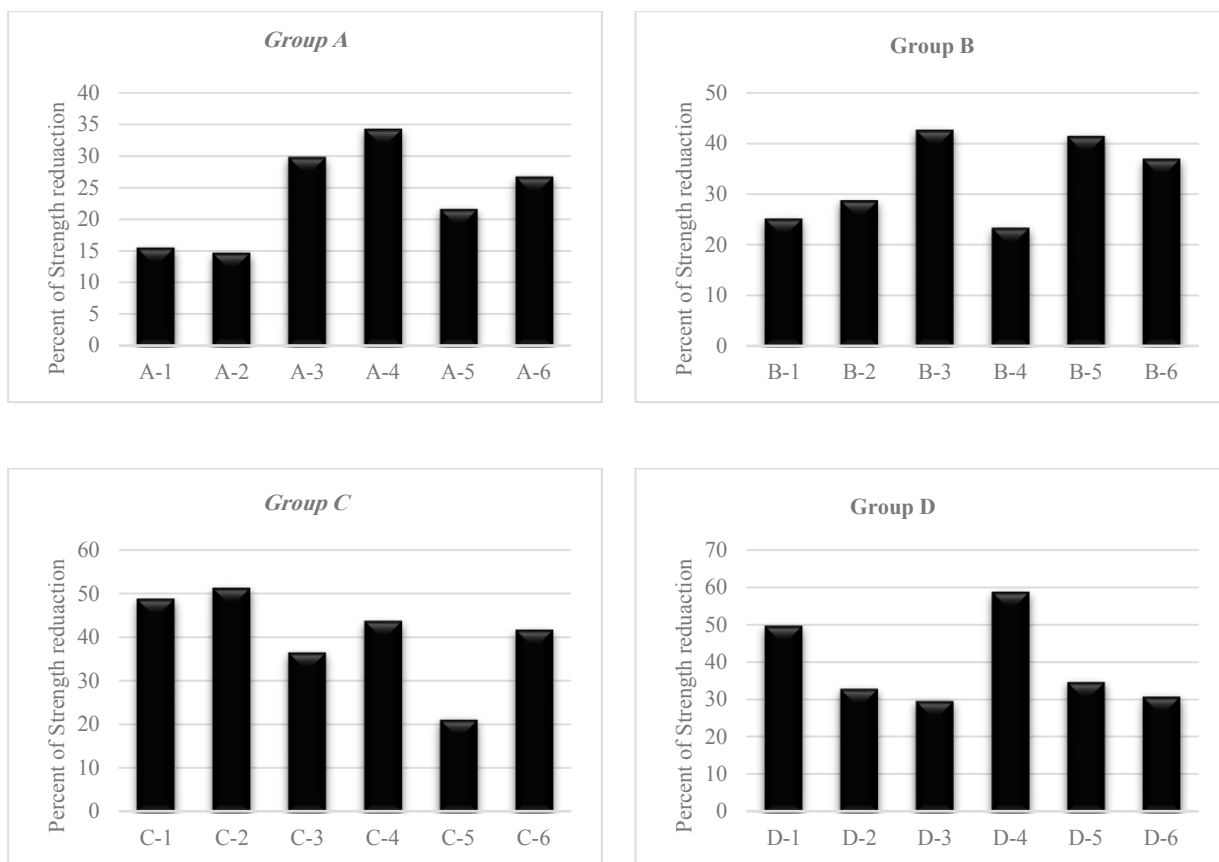 Group A
Percent of Strength reduaction
40
35
30
25
20
15
10
5
0
A-1 A-2 A-3 A-4 A-5 A-6
Group B
Percent of Strength reduaction
50
40
30
20
10
0
B-1 B-2 B-3 B-4 B-5 B-6
Group C
Percent of Strength reduaction
60
50
40
30
20
10
0
C-1 C-2 C-3 C-4 C-5 C-6
Group D
Percent of Strength reduaction
70
60
50
40
30
20
10
0
D-1 D-2 D-3 D-4 D-5 D-6